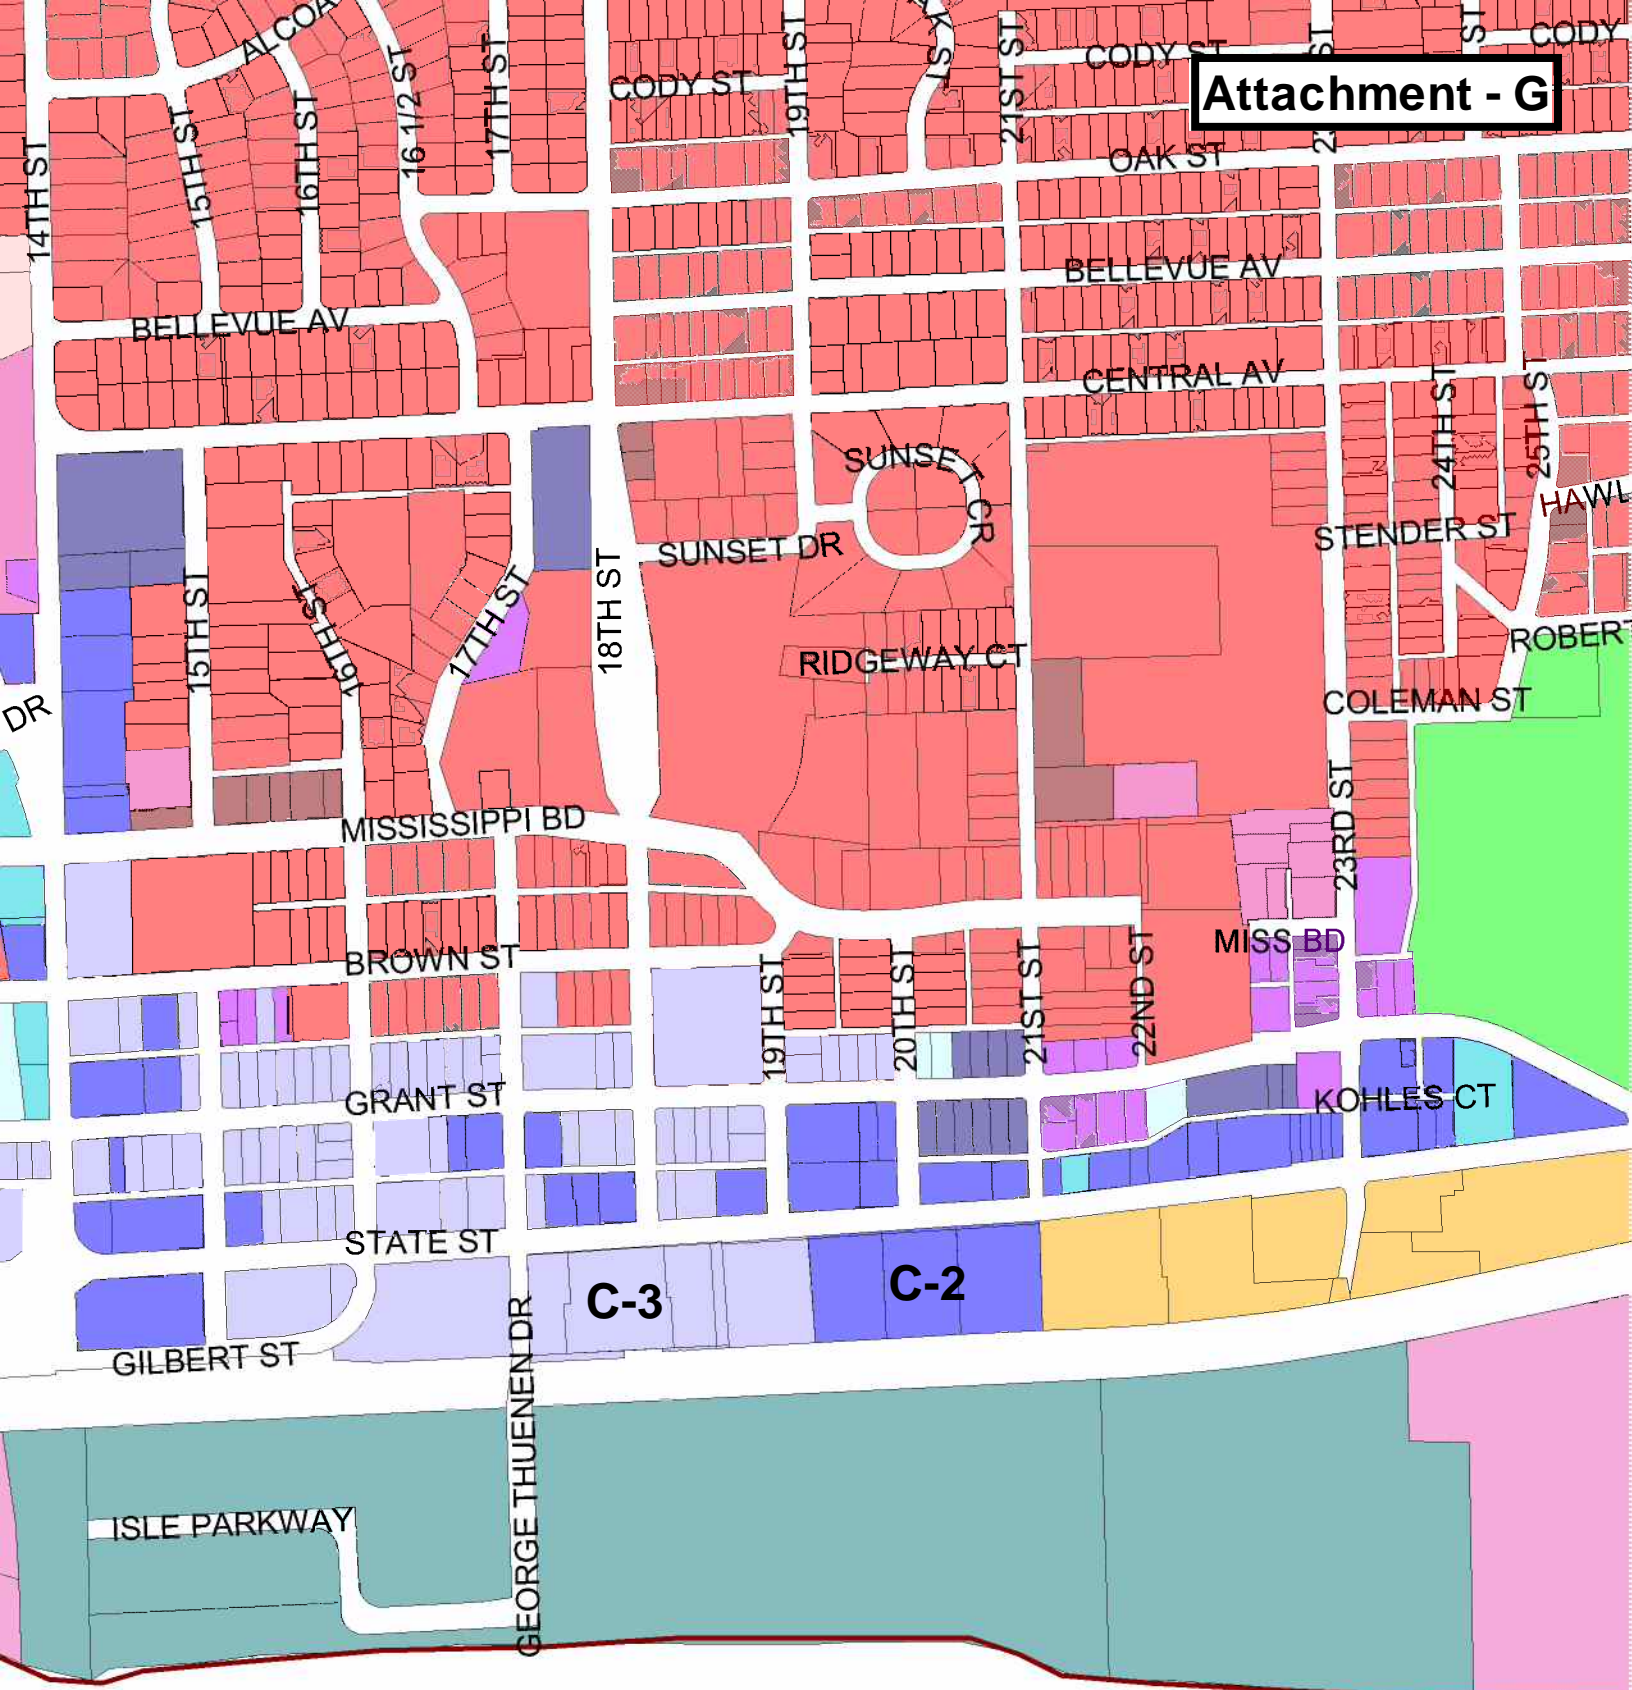 ALCOA
16 1/2 ST
17TH ST
CODY ST
19TH ST
ST
21ST ST
CODY ST
ST
ST
CODY
Attachment - G
14TH ST
15TH ST
16TH ST
OAK ST
BELLEVUE AV
BELLEVUE AV
CENTRAL AV
24TH ST
25TH ST
SUNSET CR
HAWL
STENDER ST
SUNSET DR
18TH ST
15TH ST
16TH ST
17TH ST
RIDGEWAY CT
ROBERT
COLEMAN ST
DR
23RD ST
MISSISSIPPI BD
MISS BD
BROWN ST
19TH ST
20TH ST
21ST ST
22ND ST
GRANT ST
KOHLES CT
STATE ST
C-3
C-2
GILBERT ST
GEORGE THUENEN DR
ISLE PARKWAY